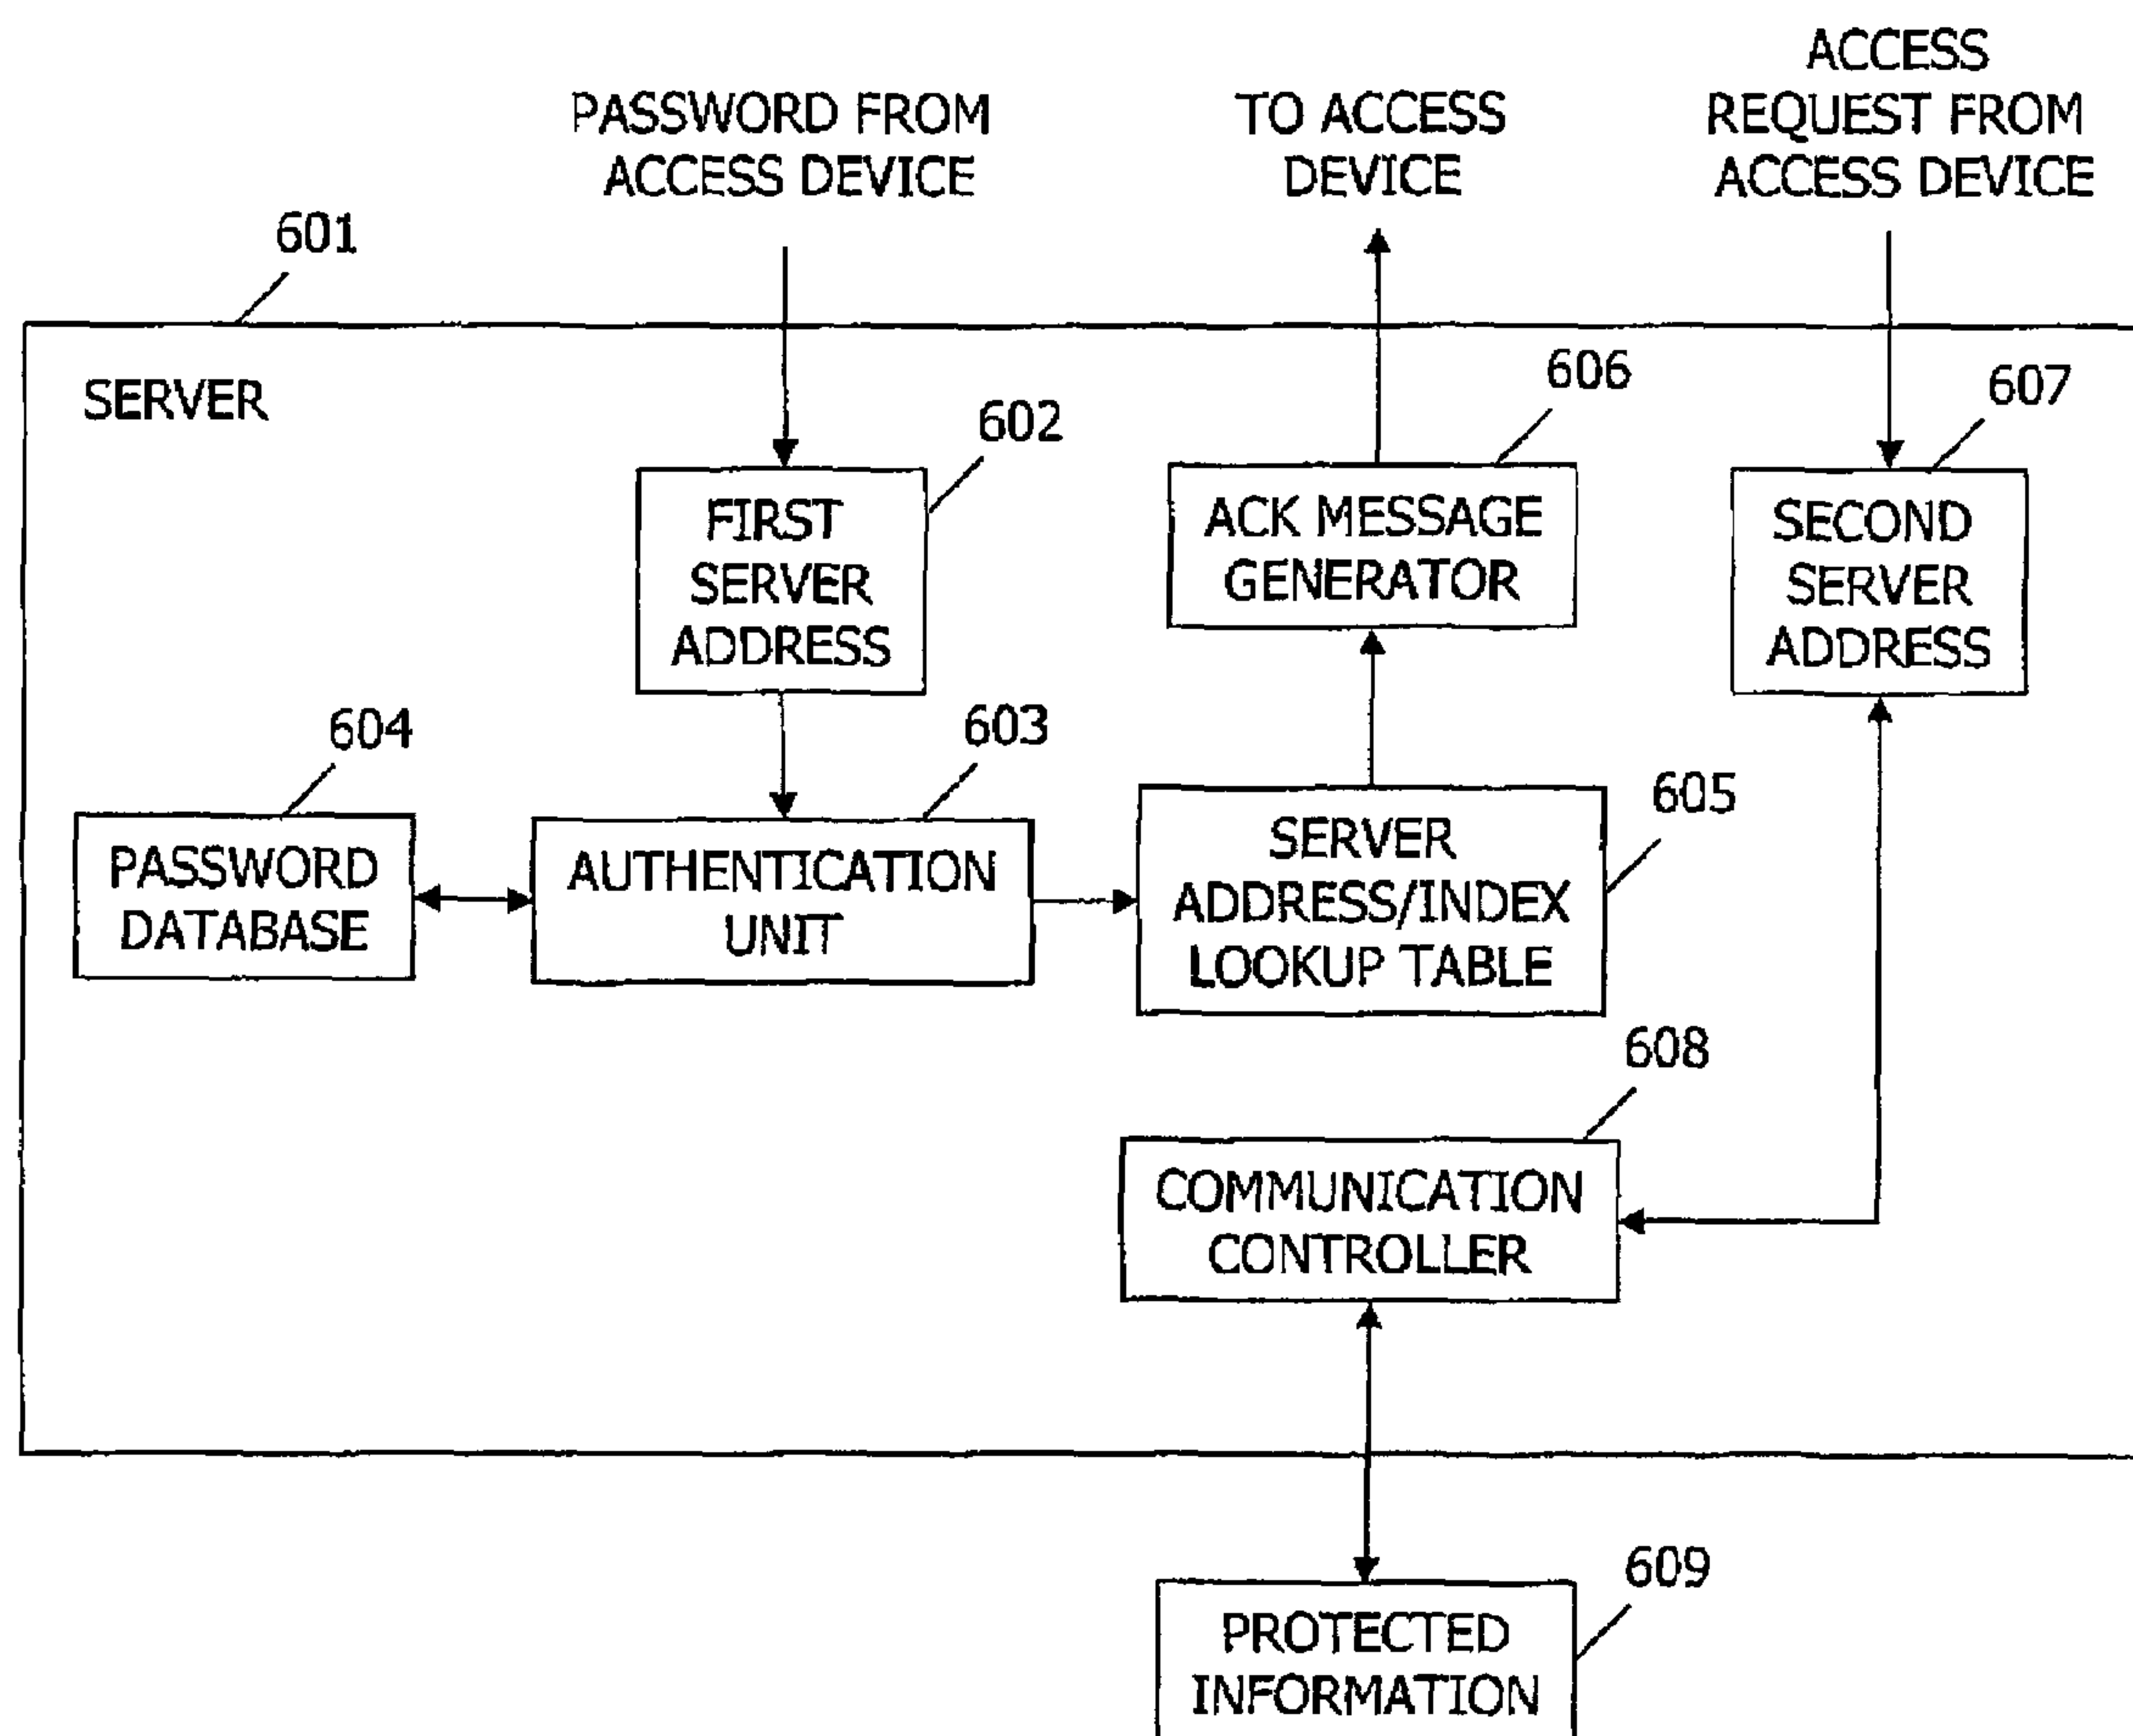 ACCESS
REQUEST FROM
ACCESS DEVICE
PASSWORD FROM
ACCESS DEVICE
TO ACCESS
DEVICE
601
SERVER
602
606
607
FIRST
SERVER
ADDRESS
ACK MESSAGE
GENERATOR
SECOND
SERVER
ADDRESS
604
603
605
PASSWORD
DATABASE
AUTHENTICATION
UNIT
SERVER
ADDRESS/INDEX
LOOKUP TABLE
608
COMMUNICATION
CONTROLLER
609
PROTECTED
INFORMATION